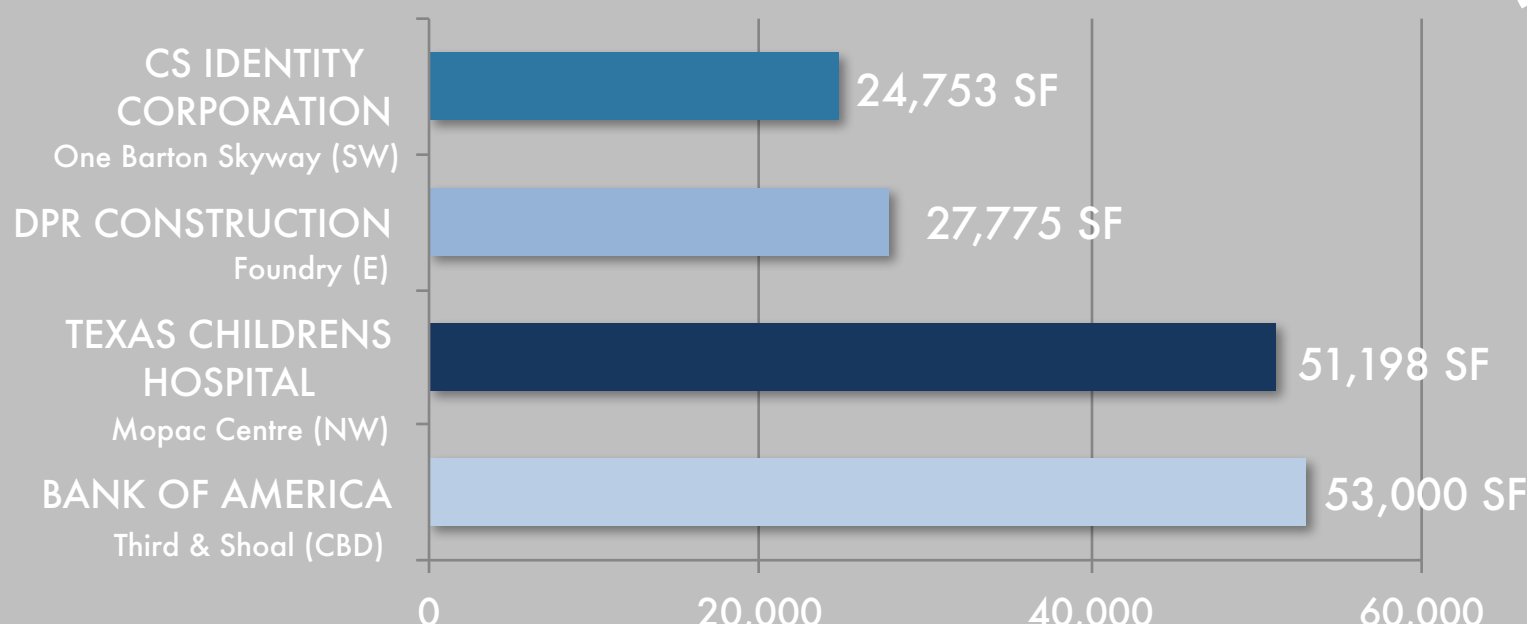 CS IDENTITY
CORPORATION
One Barton Skyway (SW)
24,753 SF
DPR CONSTRUCTION
Foundry (E)
27,775 SF
TEXAS CHILDRENS
HOSPITAL
Mopac Centre (NW)
51,198 SF
BANK OF AMERICA
Third & Shoal (CBD)
53,000 SF
0 20,000 40,000 60,000